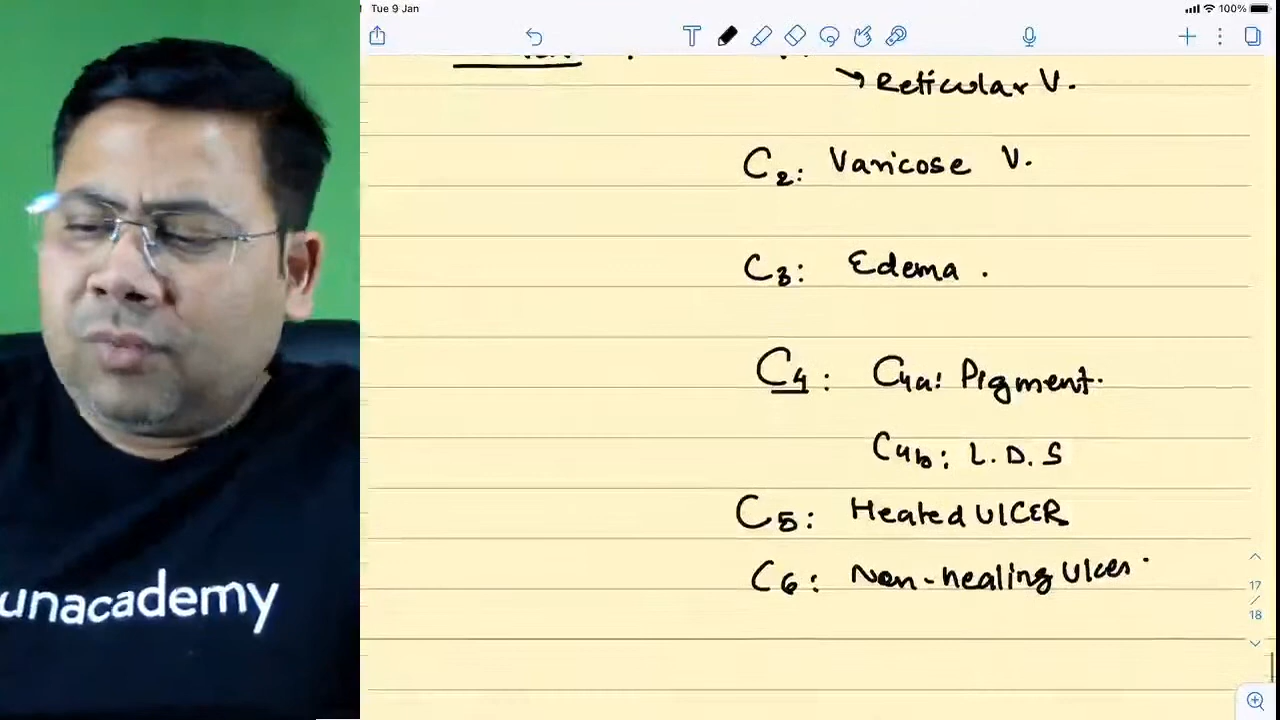 Tue 9 Jan
100%
T
Reticular V.
C2: Varicose V.
C3: Edema.
C4: C4a: Pigment.
C4b: L.D.S
C5: Healed ULCER
C6: Non-healing Ulcer.
17
/
18
unacademy